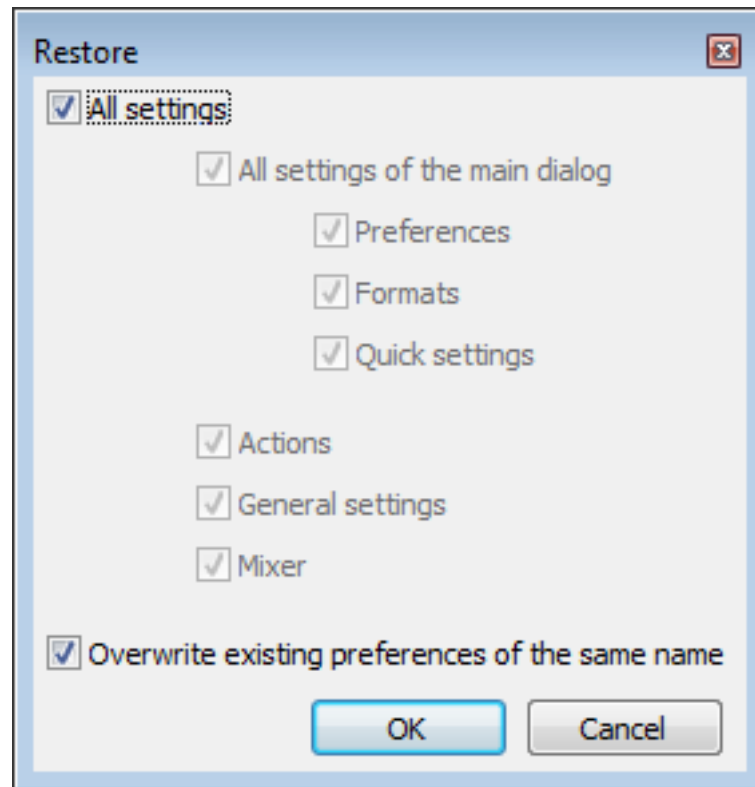 Restore
All settings
All settings of the main dialog
Preferences
Formats
Quick settings
Actions
General settings
Mixer
Overwrite existing preferences of the same name
OK Cancel